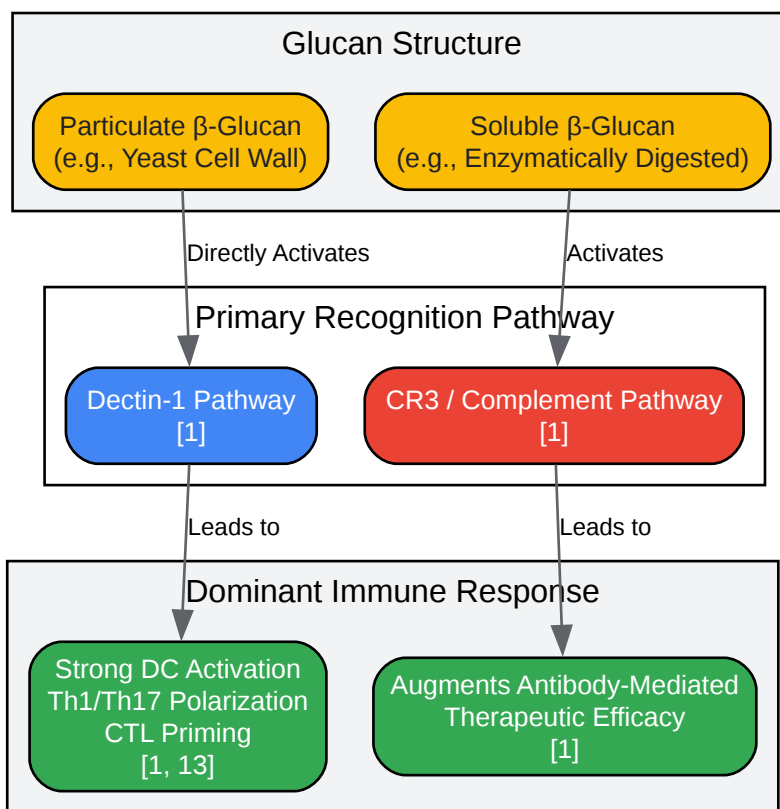 Glucan Structure
Particulate β-Glucan
(e.g., Yeast Cell Wall)
Soluble β-Glucan
(e.g., Enzymatically Digested)
Directly Activates
Activates
Primary Recognition Pathway
Dectin-1 Pathway
[1]
CR3 / Complement Pathway
[1]
Leads to
Leads to
Dominant Immune Response
Strong DC Activation
Th1/Th17 Polarization
CTL Priming
[1, 13]
Augments Antibody-Mediated
Therapeutic Efficacy
[1]